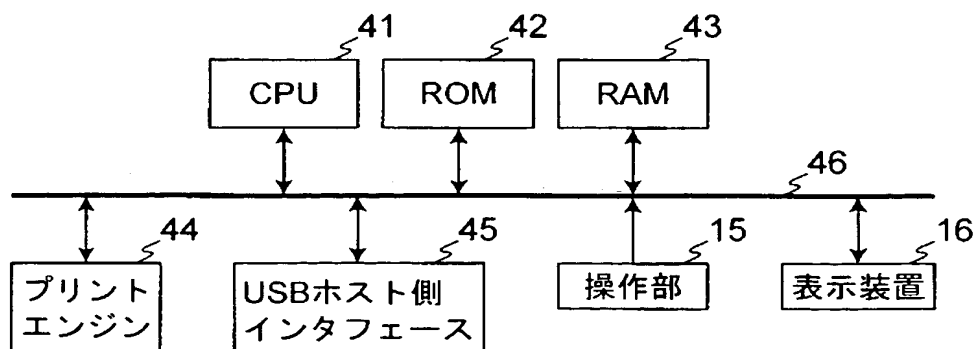 41
42
43
CPU
ROM
RAM
46
44
45
15
16
プリント
エンジン
USBホスト側
インタフェース
操作部
表示装置